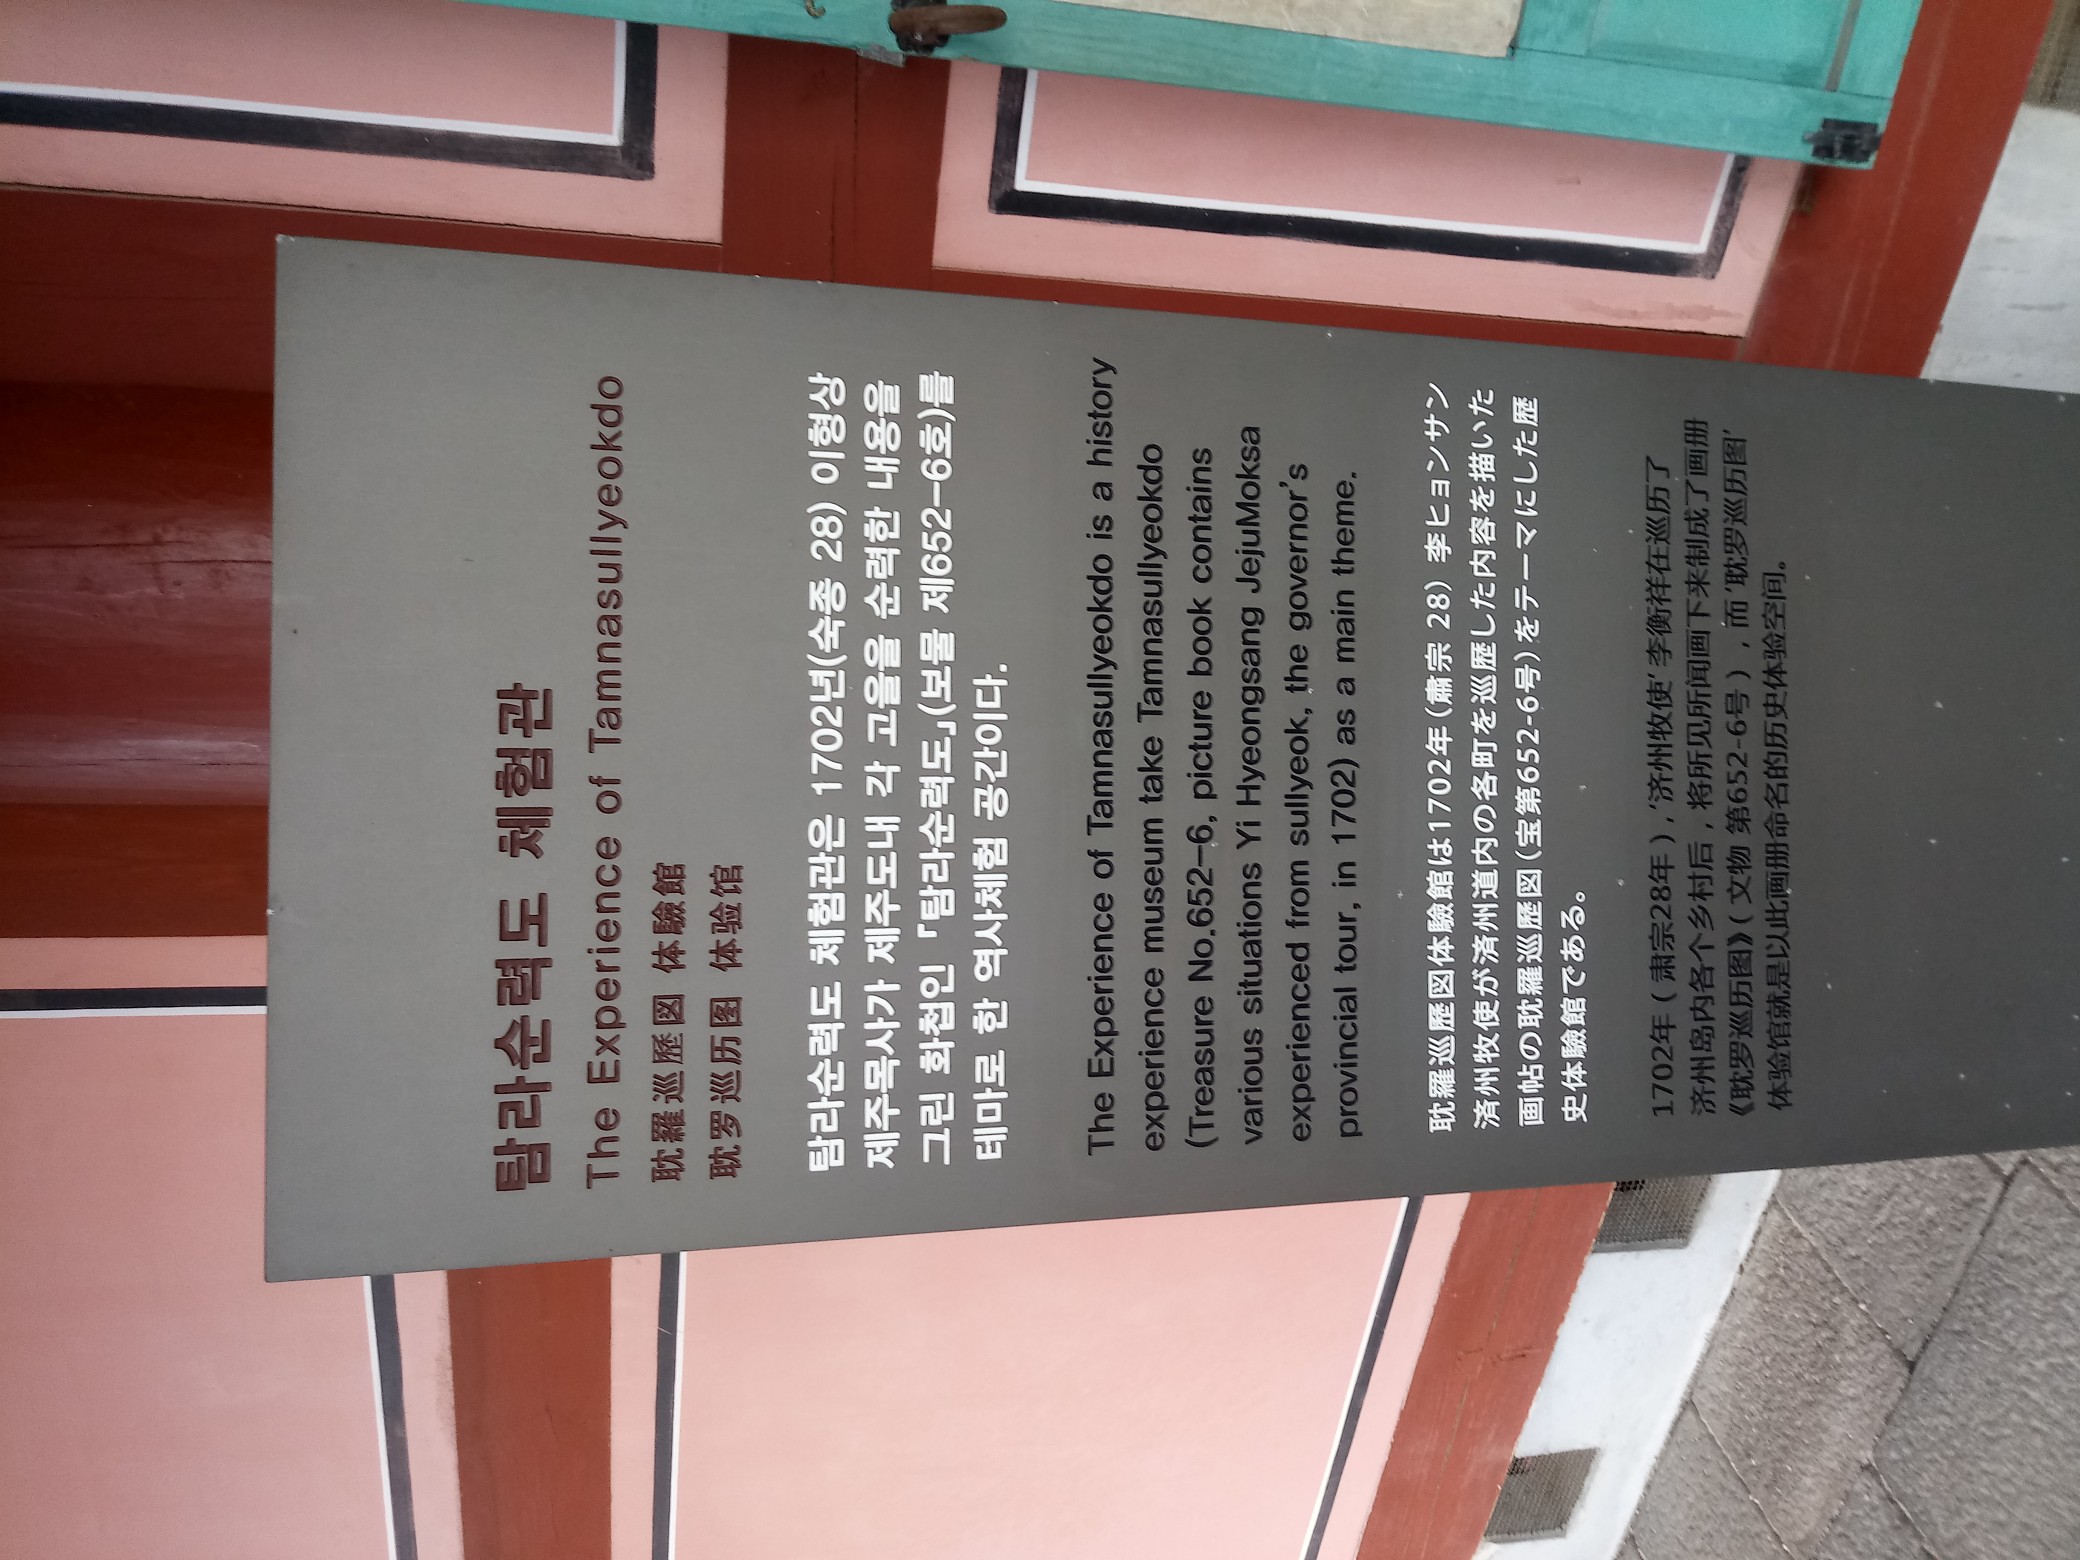 탐라순력도 체험관
The Experience of Tamnasullyeokdo
耽羅巡歷図 体驗館
耽罗巡历图 体验馆
탐라순력도 체험관은 1702년(숙종 28) 이형상
제주목사가 제주도내 각 고을을 순력한 내용을
그린 화첩인 「탐라순력도」(보물 제652-6호)를
테마로 한 역사체험 공간이다.
The Experience of Tamnasullyeokdo is a history
experience museum take Tamnasullyeokdo
(Treasure No.652-6, picture book contains
various situations Yi Hyeongsang JejuMoksa
experienced from sullyeok, the governor's
provincial tour, in 1702) as a main theme.
耽羅巡歷図体驗館は1702年(肅宗 28) 李ヒョンサン
済州牧使が済州道内の各町を巡歷した内容を描いた
画帖の耽羅巡歷図(宝第652-6号)をテーマにした歷
史体驗館である。
1702年(肃宗28年),'济州牧使'李衡祥在巡历了
济州岛内各个乡村后,将所见所闻画下来制成了画册
《耽罗巡历图》(文物 第652-6号),而'耽罗巡历图'
体验馆就是以此画册命名的历史体验空间。